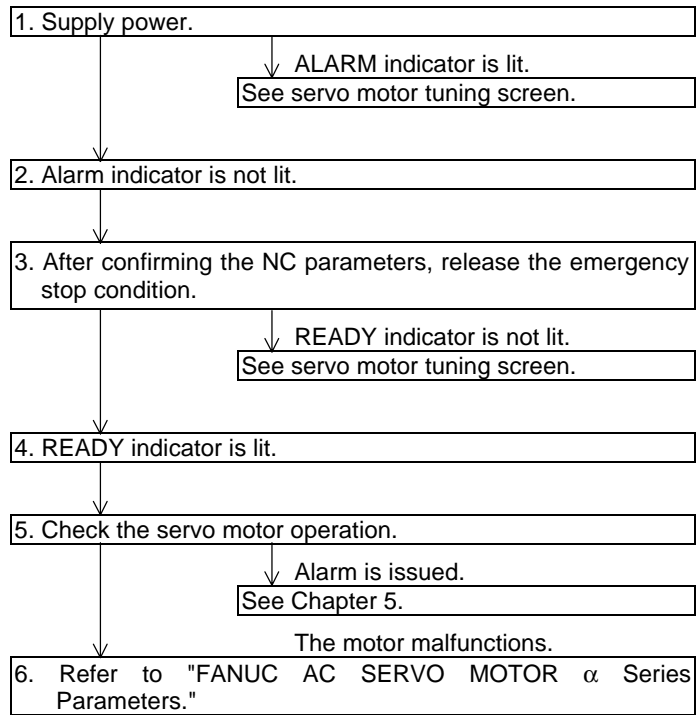 1. Supply power.
ALARM indicator is lit.
See servo motor tuning screen.
2. Alarm indicator is not lit.
3. After confirming the NC parameters, release the emergency
stop condition.
READY indicator is not lit.
See servo motor tuning screen.
4. READY indicator is lit.
5. Check the servo motor operation.
Alarm is issued.
See Chapter 5.
The motor malfunctions.
6. Refer to "FANUC AC SERVO MOTOR α Series
Parameters."